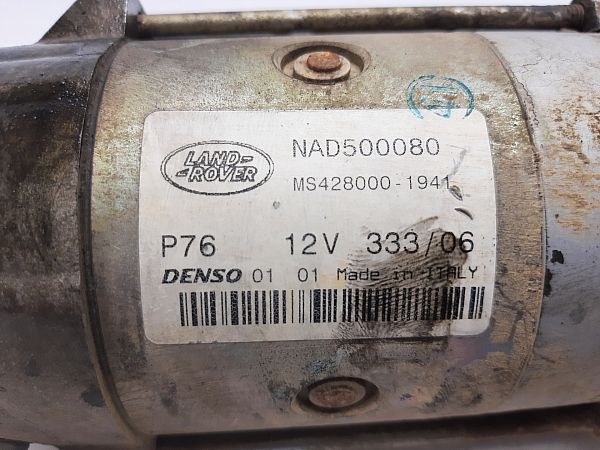 LAND-
-ROVER
NAD500080
MS428000-1941
P76 12V 333/06
DENSO 01 01 Made in ITALY